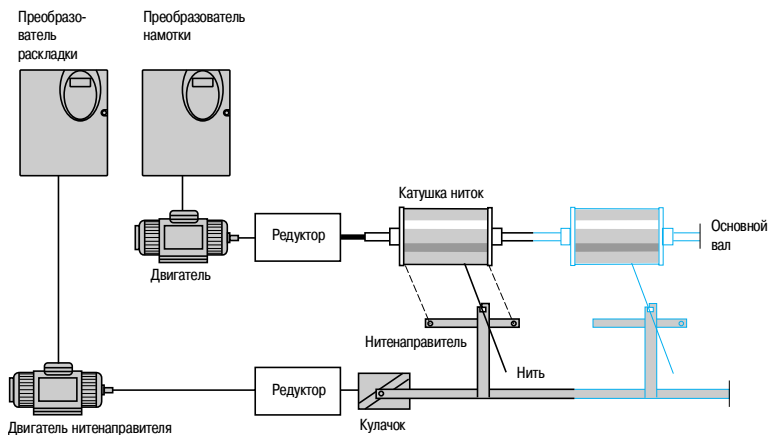 Преобразо-
ватель
раскладки
Преобразователь
намотки
Катушка ниток
Редуктор
Основной
вал
Двигатель
Нитенаправитель
Нить
Редуктор
Двигатель нитенаправителя
Кулачок